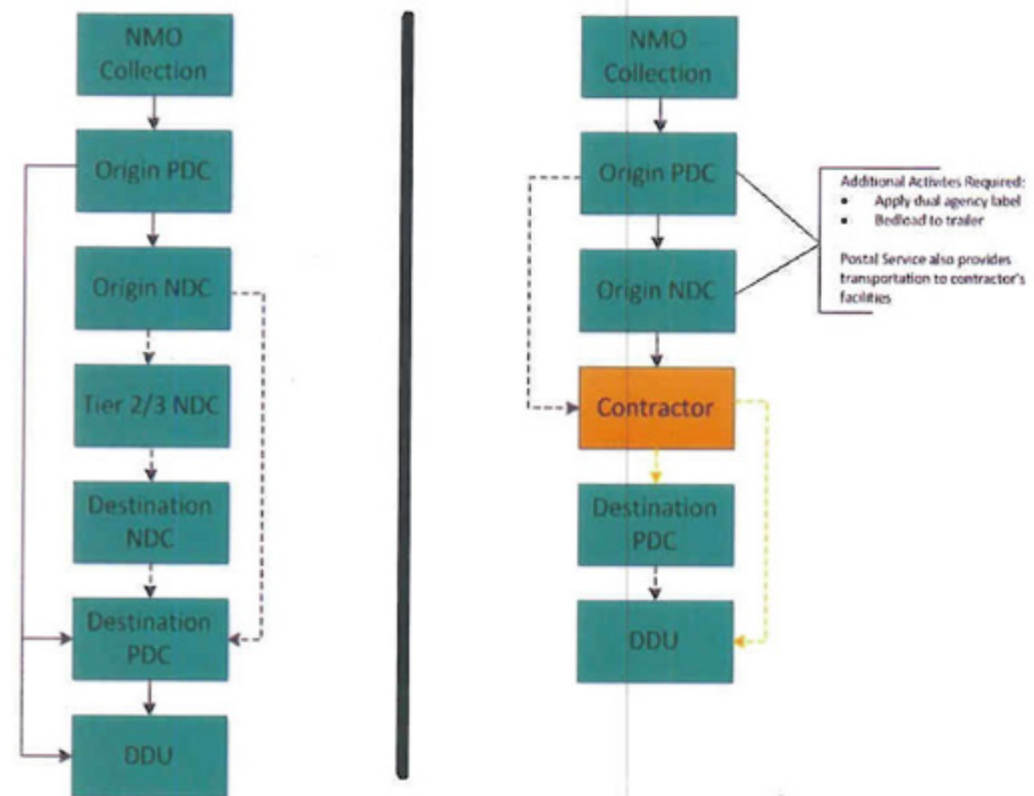 NMO
Collection
Origin PDC
Origin NDC
Tier 2/3 NDC
Destination
NDC
Destination
PDC
DDU
NMO
Collection
Origin PDC
Origin NDC
Contractor
Destination
PDC
DDU
Additional Activites Required:
• Apply dual agency label
• Bedload to trailer
Postal Service also provides
transportation to contractor's
facilities